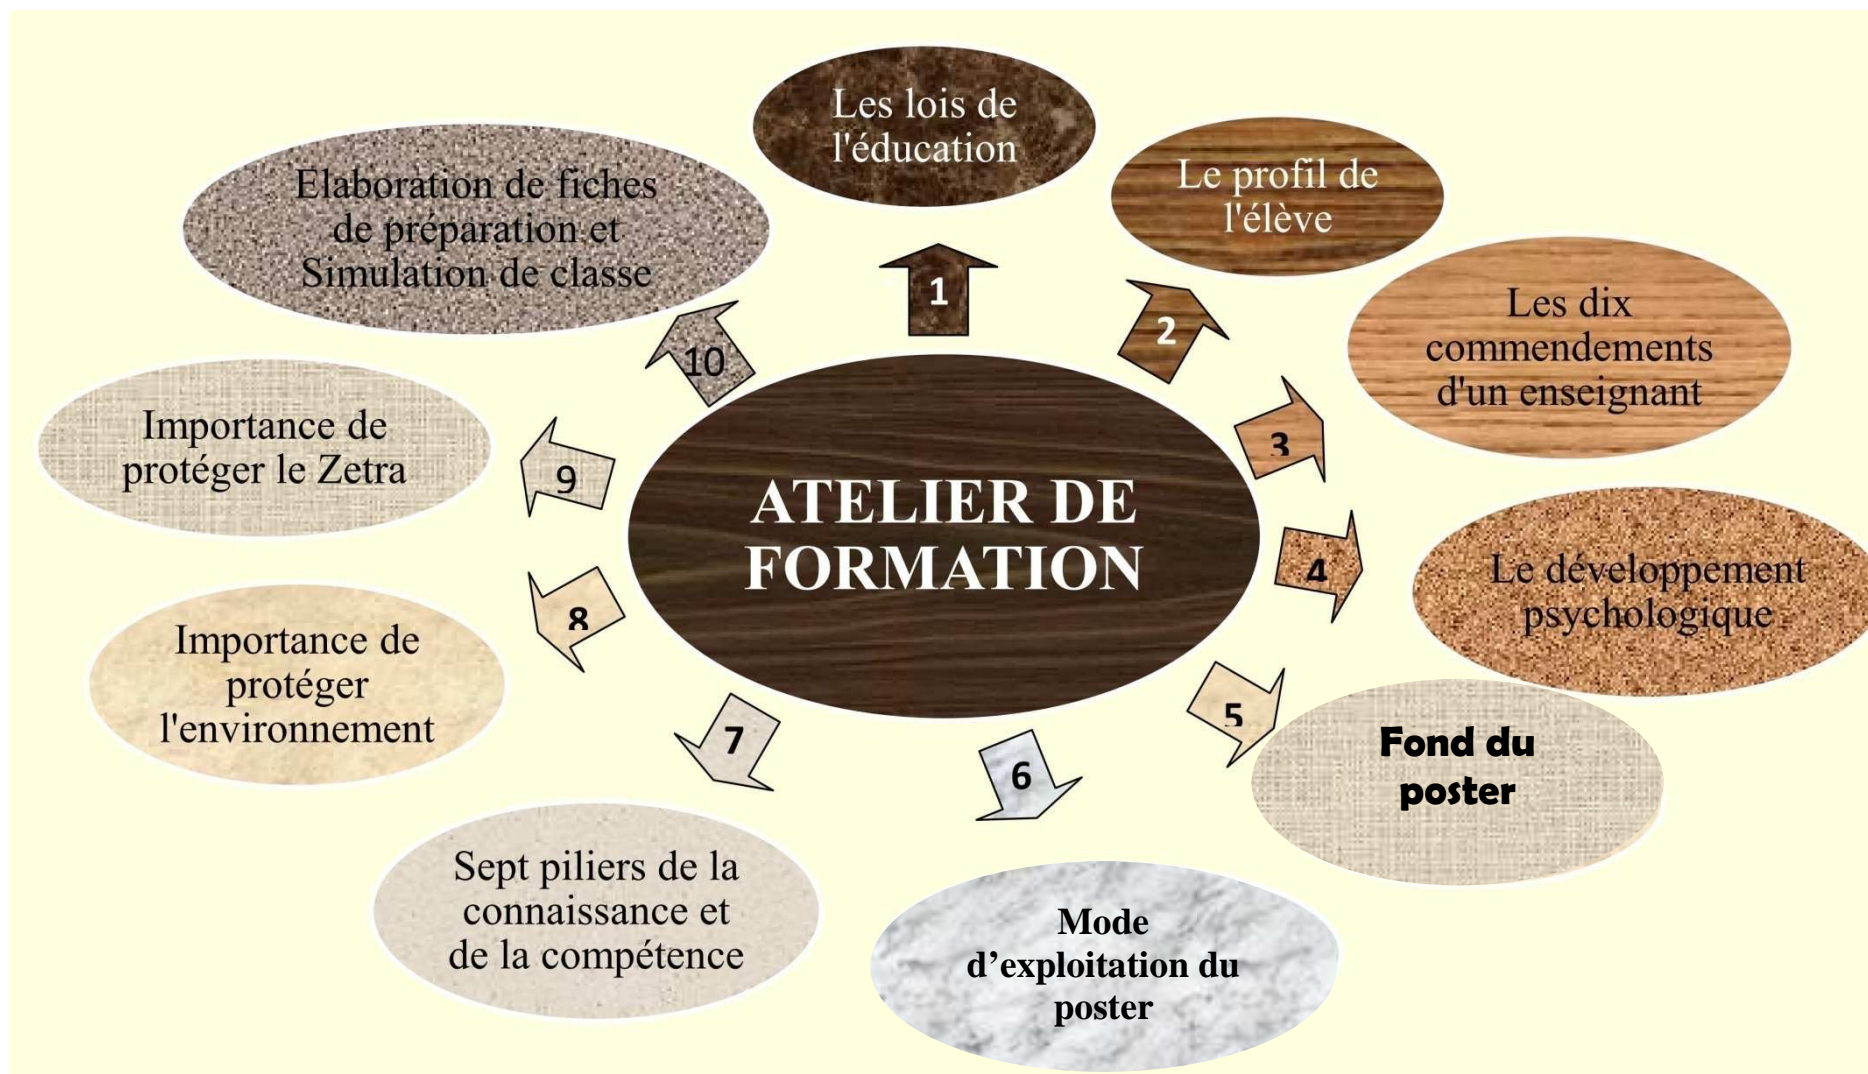 ATELIER DE
FORMATION
1
Les lois de
l'éducation
2
Le profil de
l'élève
3
Les dix
commendements
d'un enseignant
4
Le développement
psychologique
5
Fond du
poster
6
Mode
d’exploitation du
poster
7
Sept piliers de la
connaissance et
de la compétence
8
Importance de
protéger
l'environnement
9
Importance de
protéger le Zetra
10
Elaboration de fiches
de préparation et
Simulation de classe